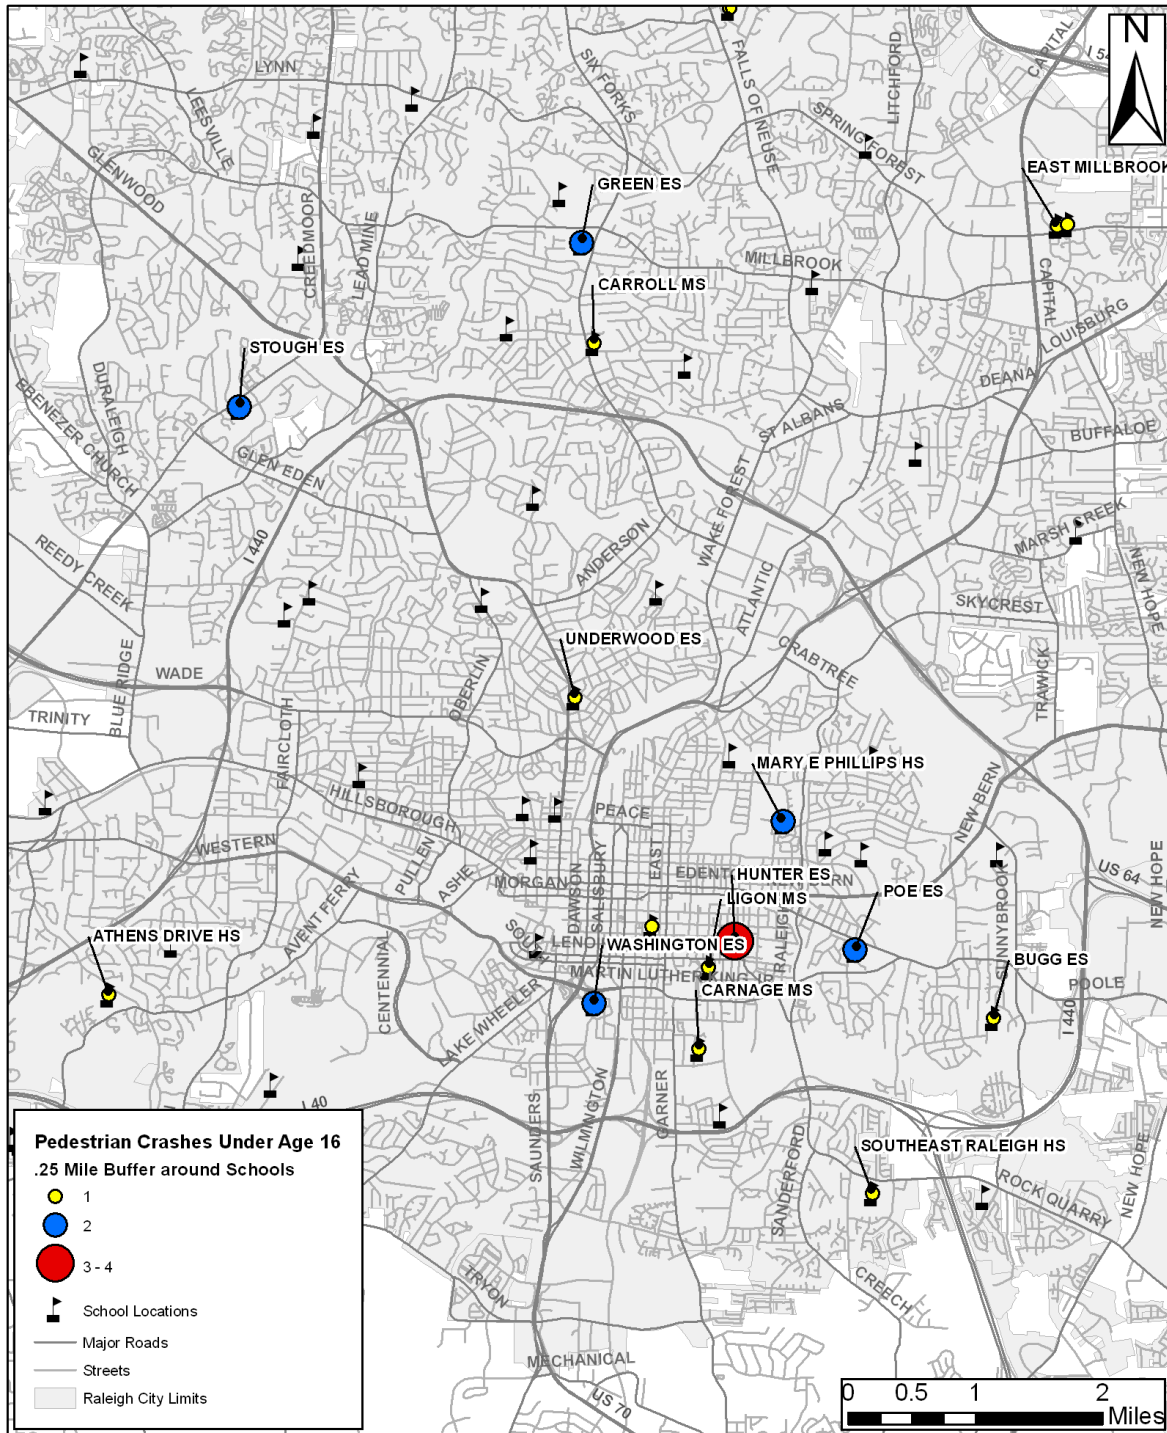 N
I 54
CAPITAL
LYNN
SIX FORKS
FALLS OF NEUSE
LITCHFORD
LEESVILLE
SPRING FOREST
GLENWOOD
EAST MILLBROOK
GREEN ES
CREEDMOOR
LEAD MINE
MILLBROOK
CARROLL MS
CAPITAL
LOUISBURG
STOUGH ES
DURALEIGH
DEANA
EBENEZER CHURCH
ST ALBANS
BUFFALOE
GLEN EDEN
WAKE FOREST
MARSH CREEK
ANDERSON
I 440
REEDY CREEK
NEW HOPE
ATLANTIC
SKYCREST
UNDERWOOD ES
CRABTREE
TRAWICK
BLUE RIDGE
WADE
OBERLIN
TRINITY
FAIRCLOTH
MARY E PHILLIPS HS
HILLSBOROUGH
PEACE
NEW BERN
WESTERN
PULLEN
ASHE
EAST
SALISBURY
DAWSON
MORGAN
EDENT
HUNTER ES
BERN
US 64
NEW HOPE
AVENT FERRY
LIGON MS
RALEIGH
POE ES
SUNNYBROOK
ATHENS DRIVE HS
SOUTH
LENO
WASHINGTON ES
BUGG ES
CENTENNIAL
MARTIN LUTHER KING JR
CARNAGE MS
POOLE
LAKE WHEELER
I 440
I 40
SAUNDERS
WILMINGTON
GARNER
SANDERFORD
SOUTHEAST RALEIGH HS
NEW HOPE
ROCK QUARRY
TRYON
CREECH
MECHANICAL
US 70
Pedestrian Crashes Under Age 16
.25 Mile Buffer around Schools
1
2
3 - 4
School Locations
Major Roads
Streets
Raleigh City Limits
0 0.5 1 2
Miles